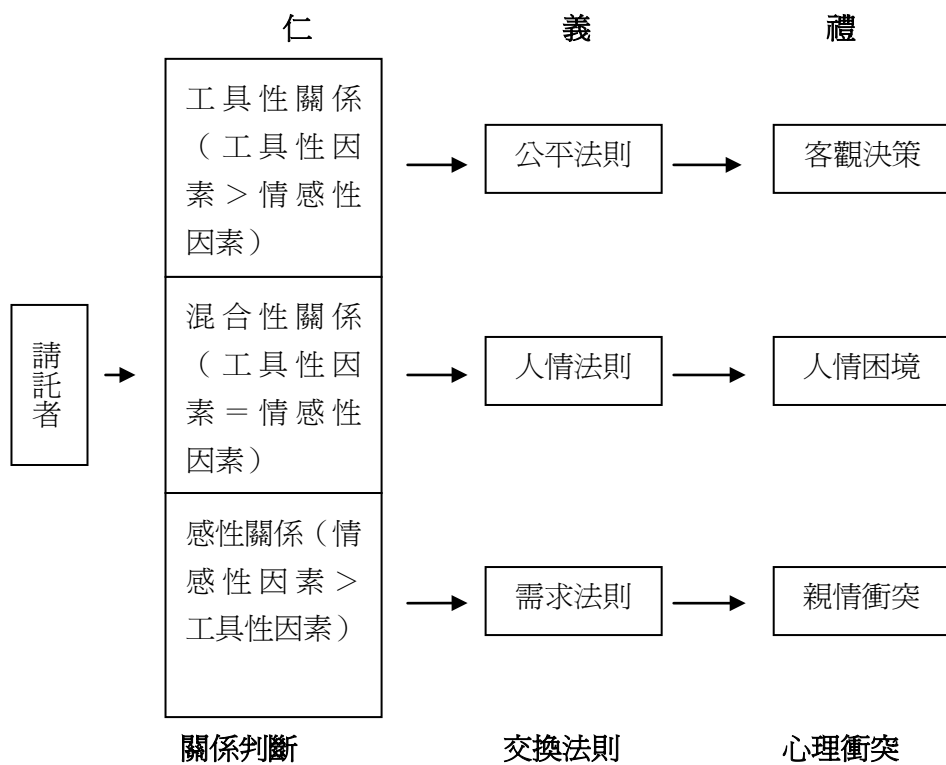 仁
義
禮
工具性關係
（工具性因
素＞情感性
因素）
公平法則
客觀決策
請託者
混合性關係
（工具性因
素＝情感性
因素）
人情法則
人情困境
感性關係（情
感性因素＞
工具性因素）
需求法則
親情衝突
關係判斷
交換法則
心理衝突